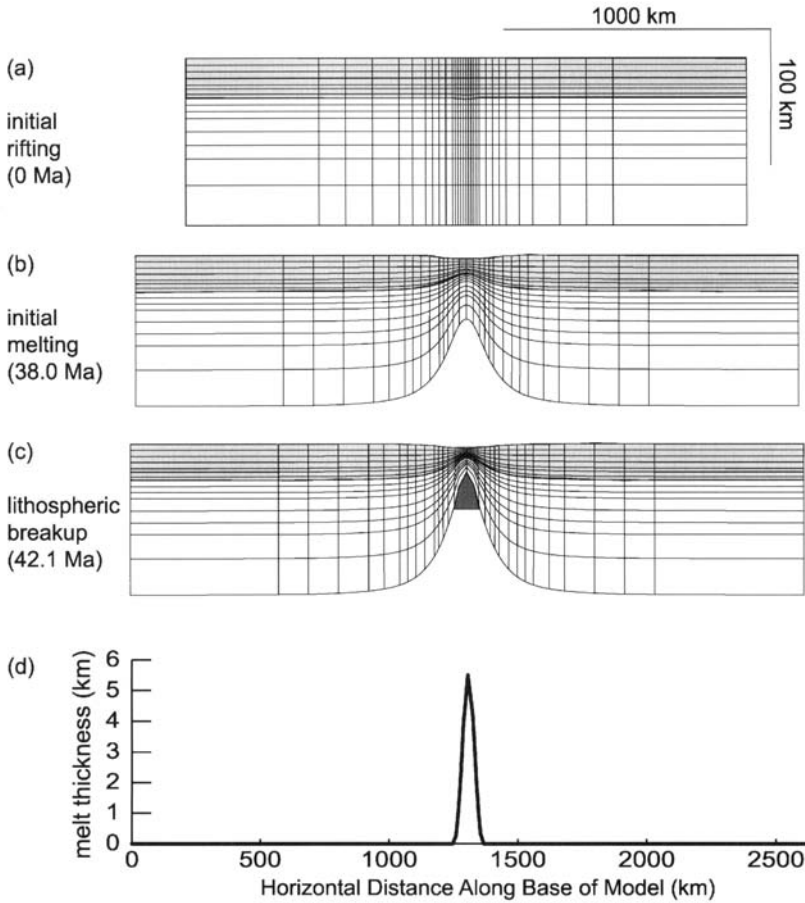 1000 km
100 km
(a)
initial
rifting
(0 Ma)
(b)
initial
melting
(38.0 Ma)
(c)
lithospheric
breakup
(42.1 Ma)
(d)
melt thickness (km)
6
5
4
3
2
1
0
0 500 1000 1500 2000 2500
Horizontal Distance Along Base of Model (km)